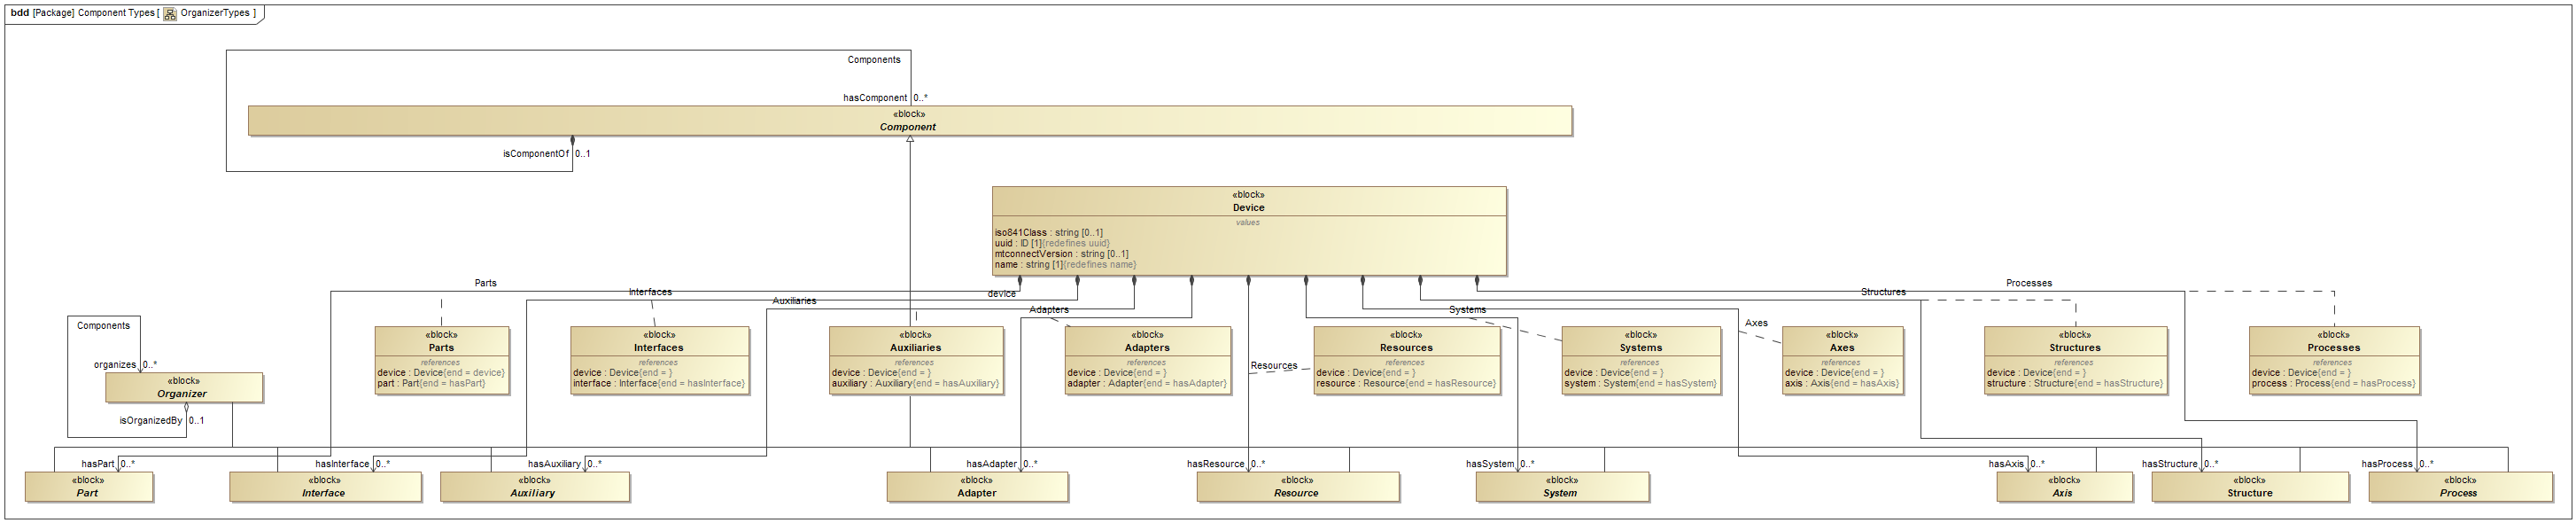 bdd [Package] Component Types [ OrganizerTypes ]
Components
hasComponent 0..*
«block»
Component
isComponentOf 0..1
«block»
Device
values
iso841Class : string [0..1]
uuid : ID [1]{redefines uuid}
mtconnectVersion : string [0..1]
name : string [1]{redefines name}
Parts
Interfaces
device
Auxiliaries
Adapters
Systems
Axes
Structures
Processes
Resources
Components
organizes 0..*
«block»
Organizer
isOrganizedBy 0..1
«block»
Parts
references
device : Device{end = device}
part : Part{end = hasPart}
«block»
Interfaces
references
device : Device{end = }
interface : Interface{end = hasInterface}
«block»
Auxiliaries
references
device : Device{end = }
auxiliary : Auxiliary{end = hasAuxiliary}
«block»
Adapters
references
device : Device{end = }
adapter : Adapter{end = hasAdapter}
«block»
Resources
references
device : Device{end = }
resource : Resource{end = hasResource}
«block»
Systems
references
device : Device{end = }
system : System{end = hasSystem}
«block»
Axes
references
device : Device{end = }
axis : Axis{end = hasAxis}
«block»
Structures
references
device : Device{end = }
structure : Structure{end = hasStructure}
«block»
Processes
references
device : Device{end = }
process : Process{end = hasProcess}
hasPart 0..*
«block»
Part
hasInterface 0..*
«block»
Interface
hasAuxiliary 0..*
«block»
Auxiliary
hasAdapter 0..*
«block»
Adapter
hasResource 0..*
«block»
Resource
hasSystem 0..*
«block»
System
hasAxis 0..*
«block»
Axis
hasStructure 0..*
«block»
Structure
hasProcess 0..*
«block»
Process